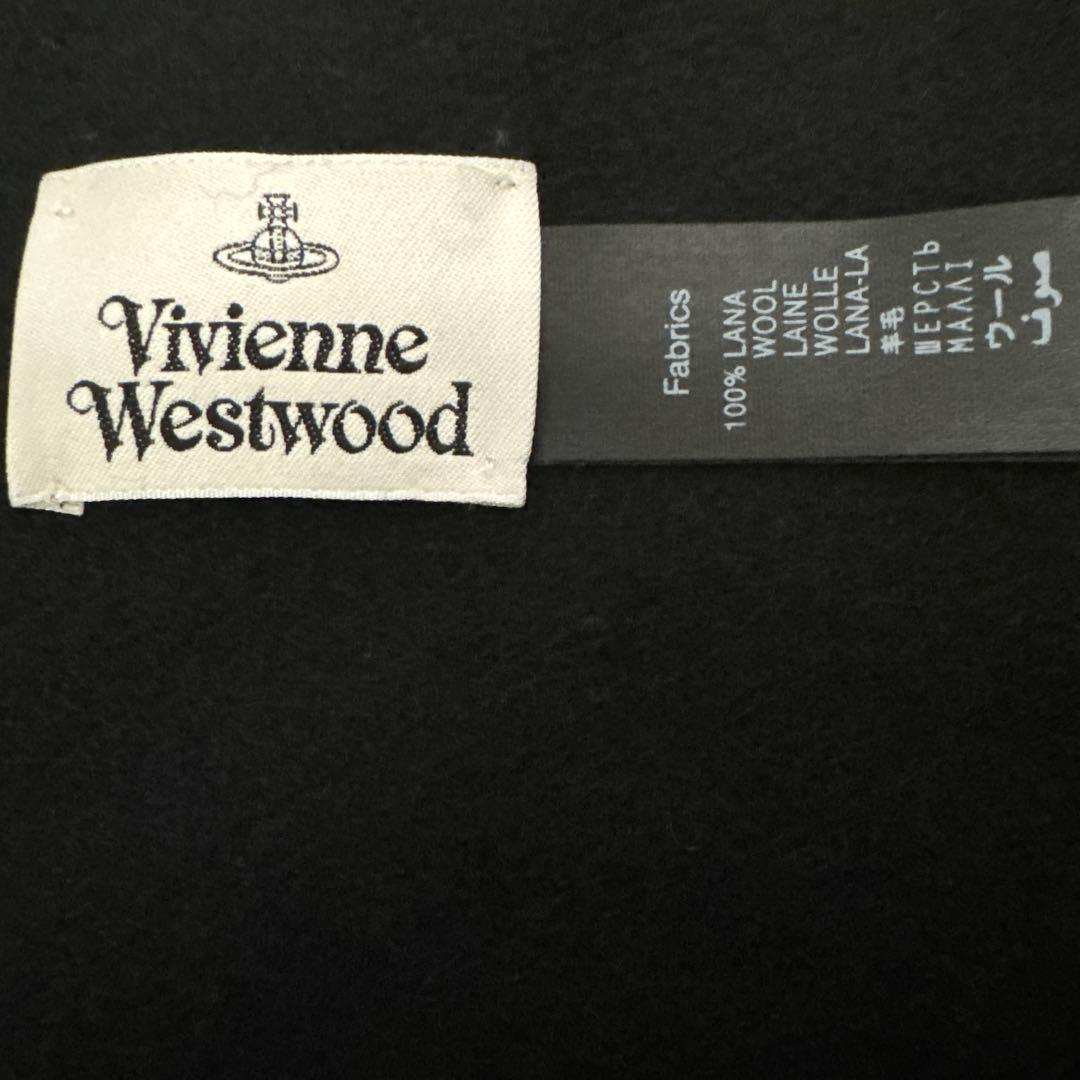 Vivienne
Westwood
Fabrics
100% LANA
WOOL
LAINE
WOLLE
LANA-LA
羊毛
ШЕРСТЬ
ΜΑΛΛΙ
ウール
صوف